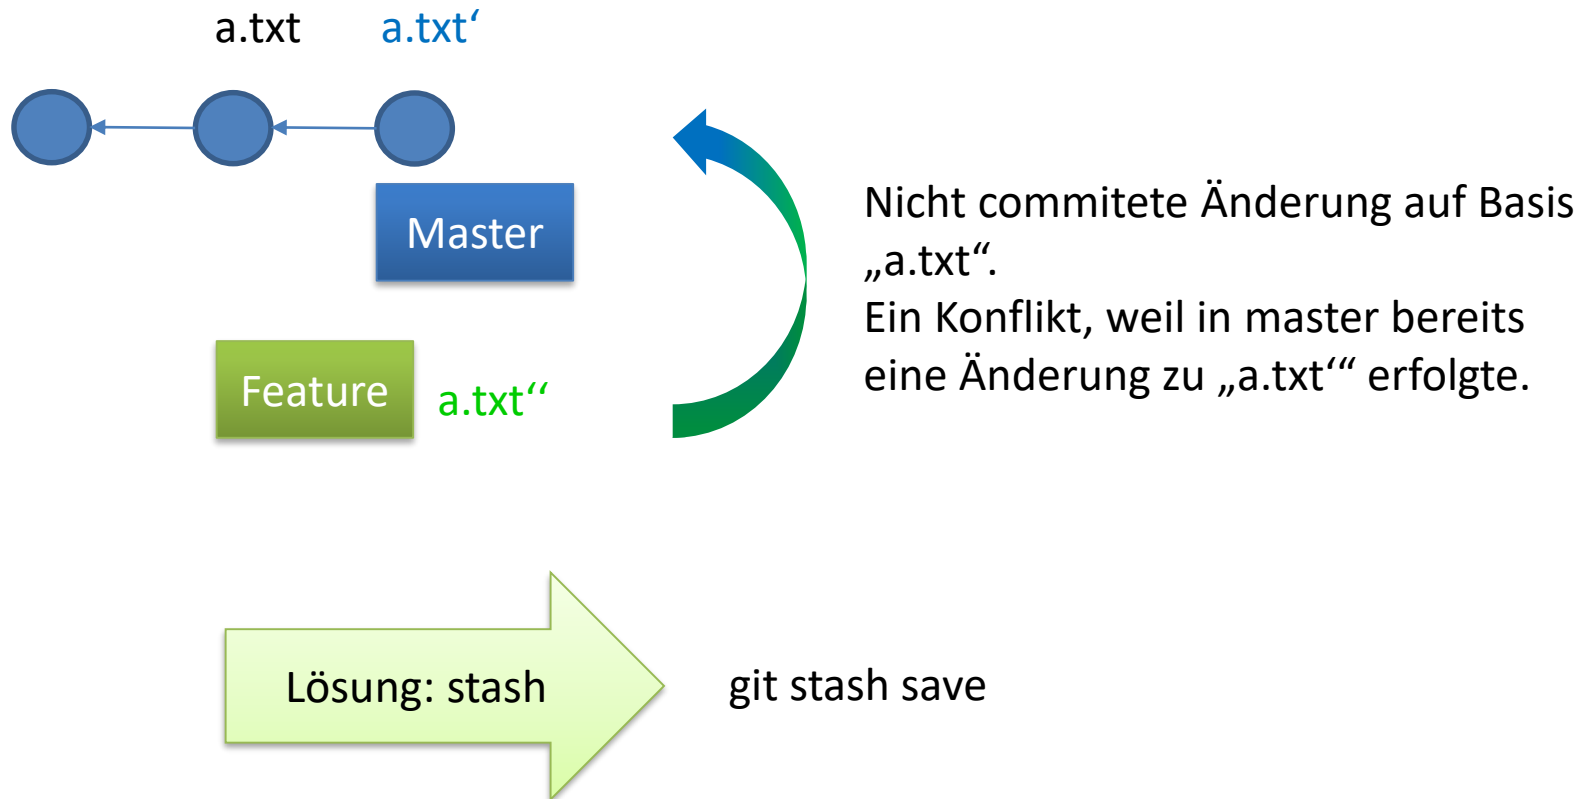 a.txt
a.txt‘
Master
Feature
a.txt‘‘
Nicht commitete Änderung auf Basis
„a.txt“.
Ein Konflikt, weil in master bereits
eine Änderung zu „a.txt‘“ erfolgte.
Lösung: stash
git stash save